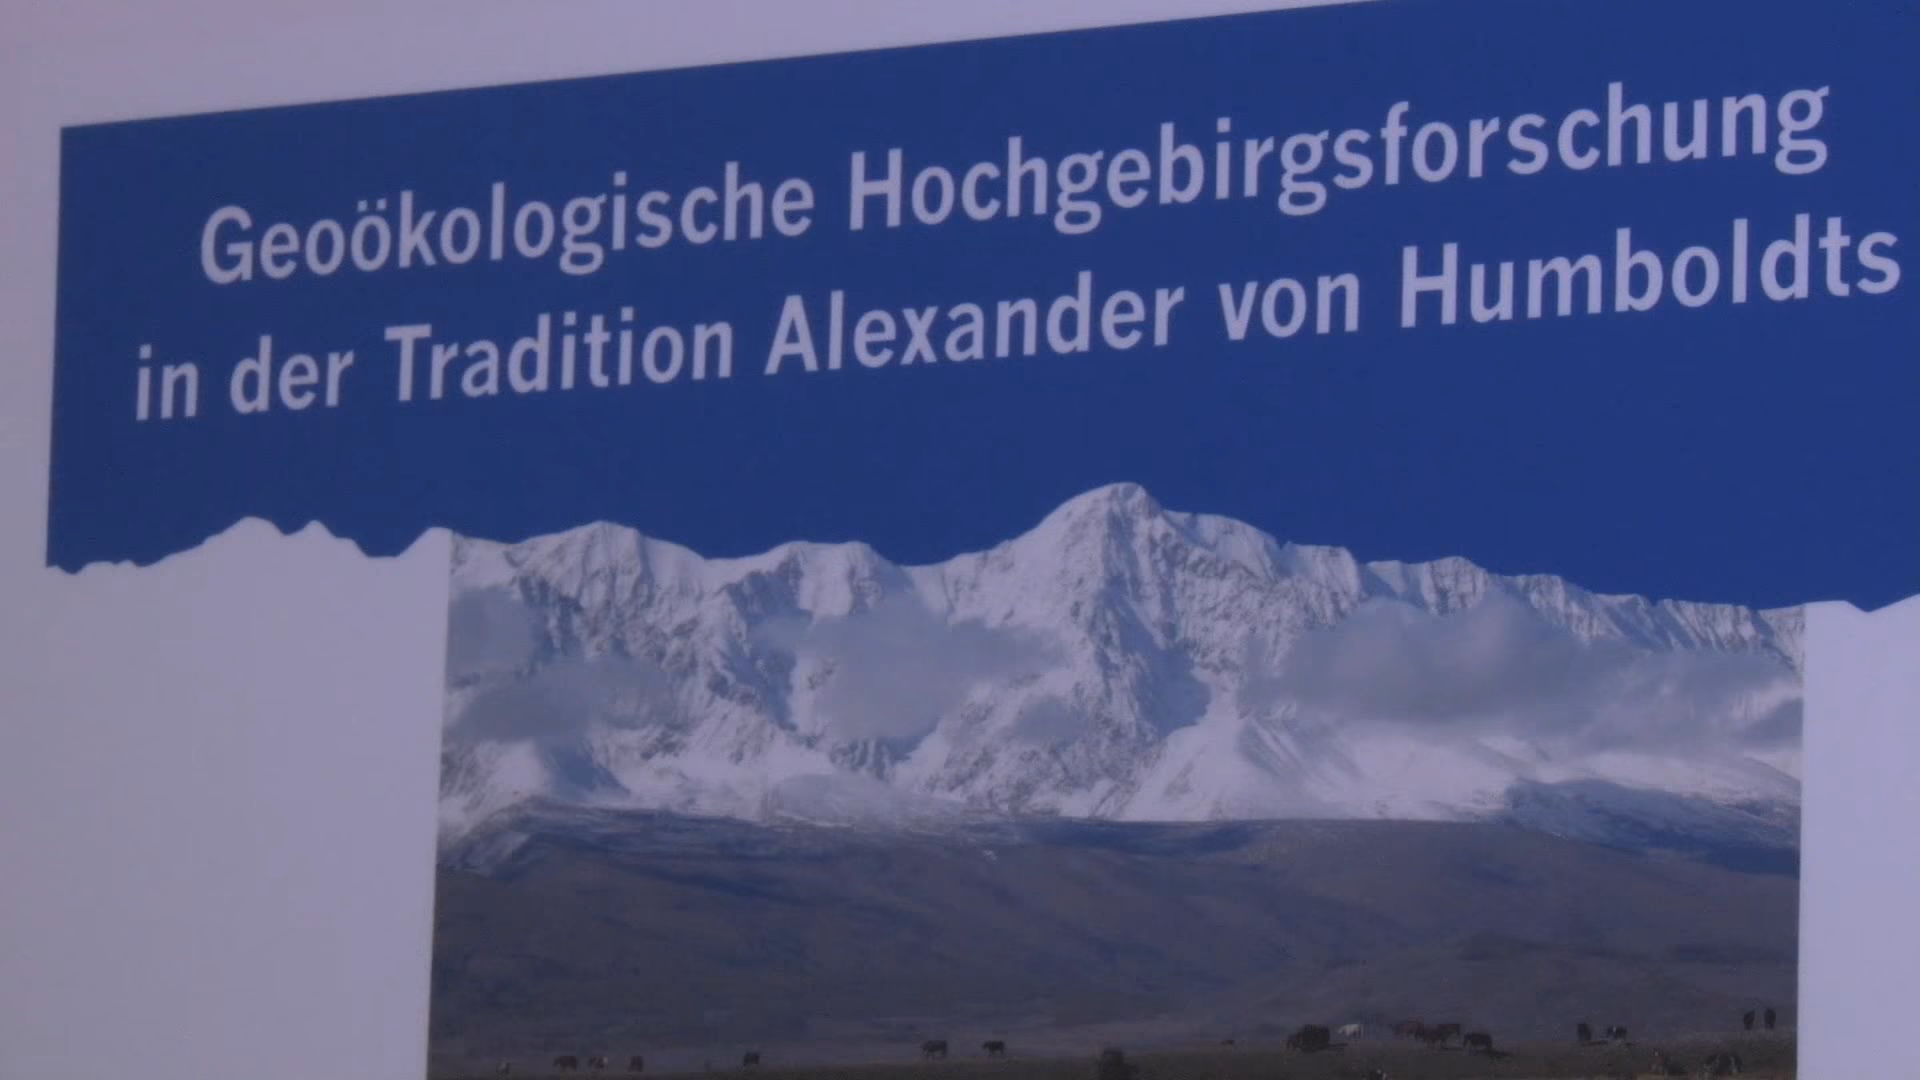 Geoökologische Hochgebirgsforschung
in der Tradition Alexander von Humboldts